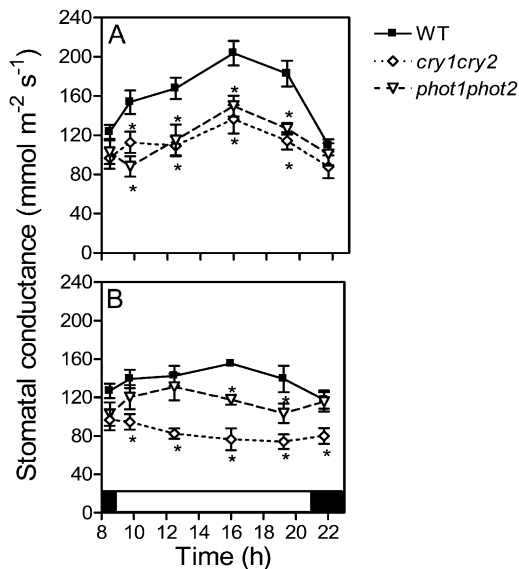 A
240
200
160
120
80
40
0
WT
cry1cry2
phot1phot2
* * * *
* * * *
Stomatal conductance (mmol m-2 s-1)
B
240
200
160
120
80
40
0
* *
* * * * *
8 10 12 14 16 18 20 22
Time (h)